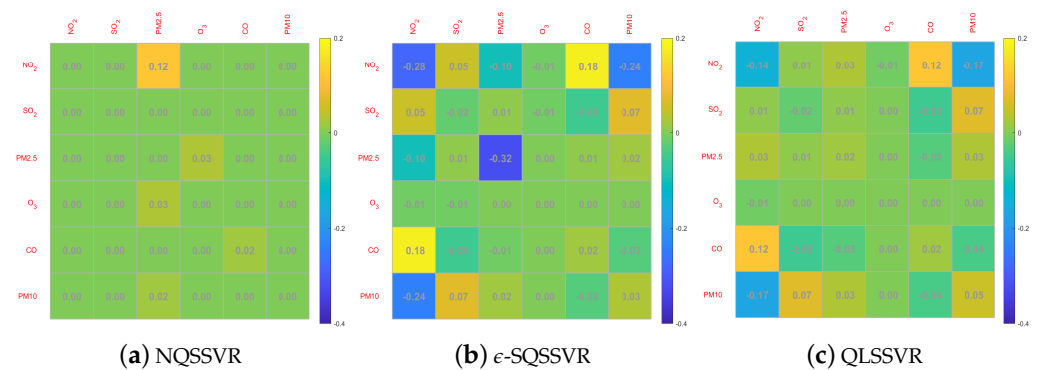 NO₂ SO₂ PM2.5 O₃ CO PM10
NO₂ 0.00 0.00 0.12 0.00 0.00 0.00
SO₂ 0.00 0.00 0.00 0.00 0.00 0.00
PM2.5 0.00 0.00 0.00 0.03 0.00 0.00
O₃ 0.00 0.00 0.03 0.00 0.00 0.00
CO 0.00 0.00 0.00 0.00 0.02 0.00
PM10 0.00 0.00 0.02 0.00 0.00 0.00
0.2
0
-0.2
-0.4
(a) NQSSVR
NO₂ SO₂ PM2.5 O₃ CO PM10
NO₂ -0.28 0.05 -0.10 -0.01 0.18 -0.24
SO₂ 0.05 -0.02 0.01 -0.01 0.07
PM2.5 -0.10 0.01 -0.32 0.00 0.01 0.02
O₃ -0.01 -0.01 0.00 0.00 0.00 0.00
CO 0.18 -0.01 0.00 0.02
PM10 -0.24 0.07 0.02 0.00 0.03
0.2
0
-0.2
-0.4
(b) ϵ-SQSSVR
NO₂ SO₂ PM2.5 O₃ CO PM10
NO₂ -0.14 0.01 0.03 -0.01 0.12 -0.17
SO₂ 0.01 -0.02 0.01 0.00 0.07
PM2.5 0.03 0.01 0.02 0.00 0.03
O₃ -0.01 0.00 0.00 0.00 0.00 0.00
CO 0.12 0.00 0.02
PM10 -0.17 0.07 0.03 0.00 0.05
0.2
0
-0.2
-0.4
(c) QLSSVR